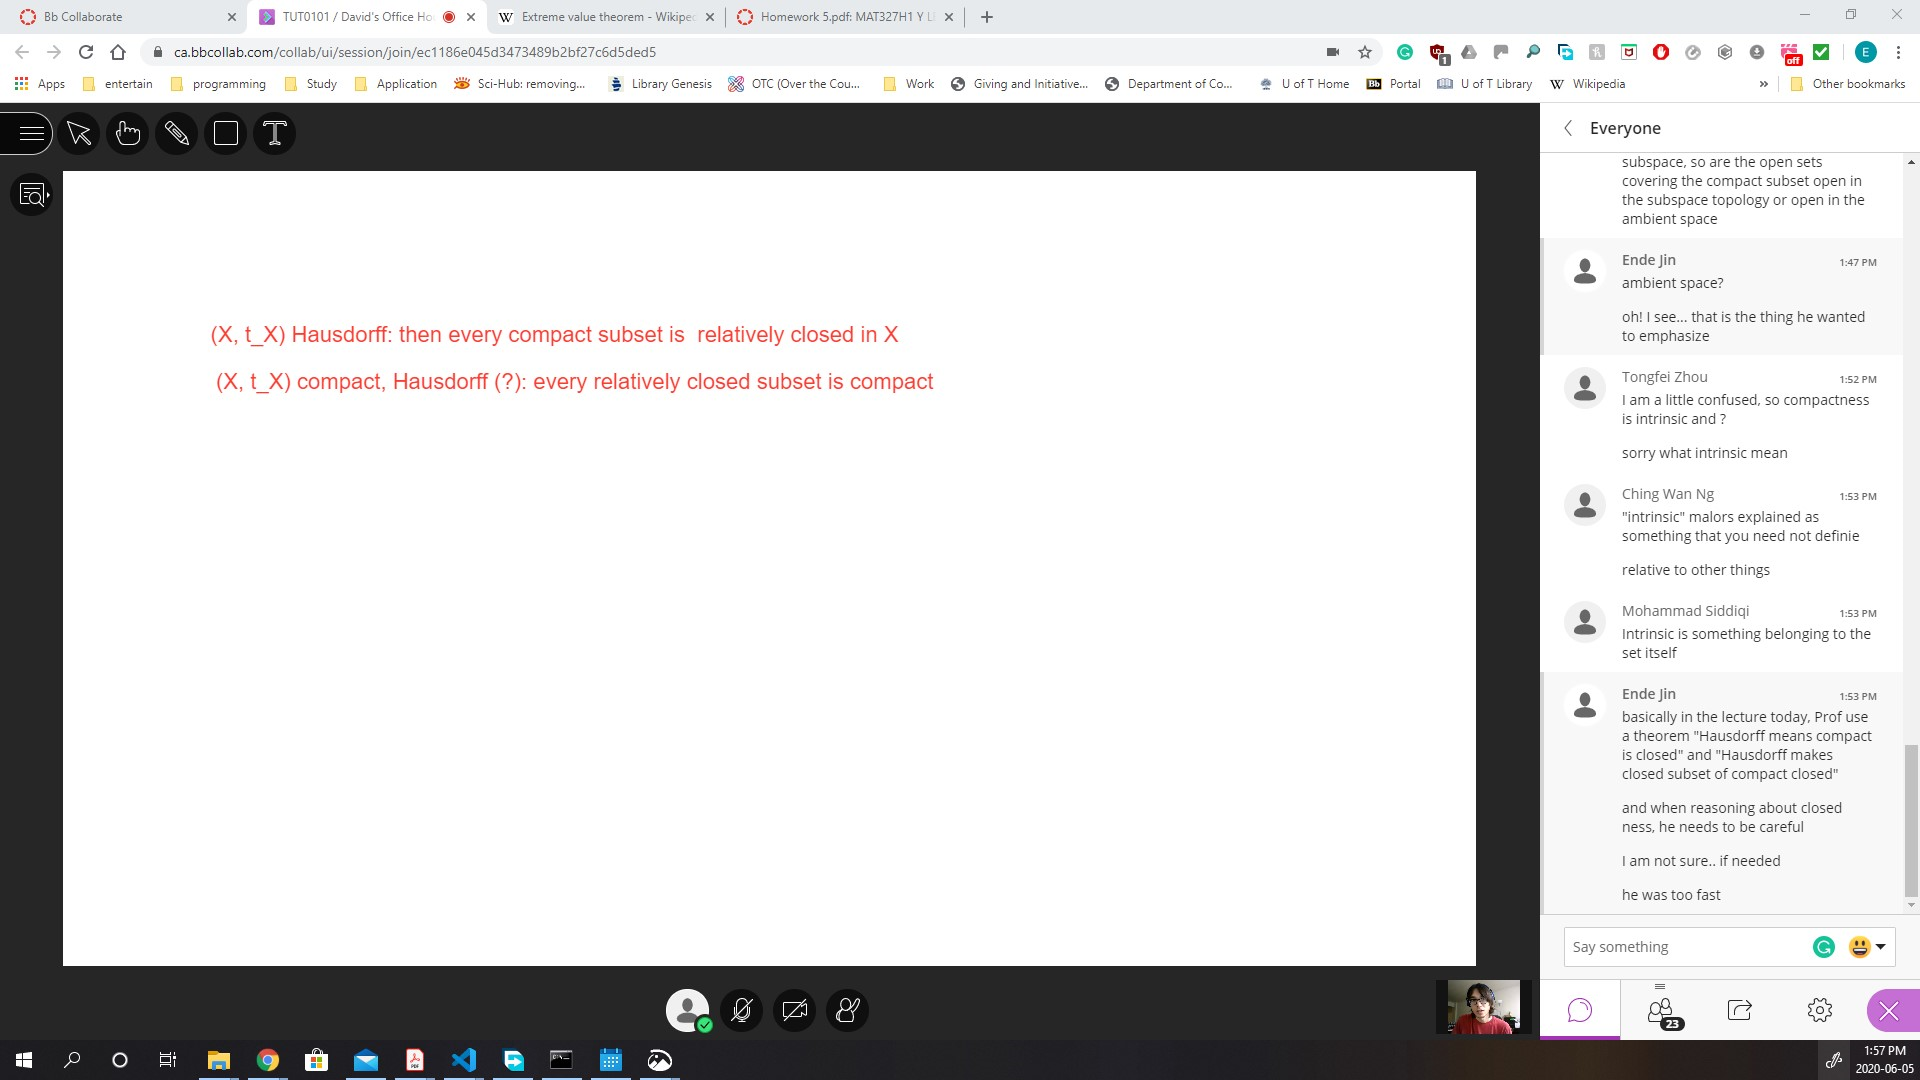 Bb Collaborate
TUT0101 / David's Office Ho
Extreme value theorem - Wikiped
Homework 5.pdf: MAT327H1 Y L
ca.bbcollab.com/collab/ui/session/join/ec1186e045d3473489b2bf27c6d5ded5
1
off
E
Apps
entertain
programming
Study
Application
Sci-Hub: removing...
Library Genesis
OTC (Over the Cou...
Work
Giving and Initiative...
Department of Co...
U of T Home
Bb Portal
U of T Library
W Wikipedia
»
Other bookmarks
Everyone
(X, t_X) Hausdorff: then every compact subset is  relatively closed in X
(X, t_X) compact, Hausdorff (?): every relatively closed subset is compact
subspace, so are the open sets
covering the compact subset open in
the subspace topology or open in the
ambient space
Ende Jin
1:47 PM
ambient space?
oh! I see... that is the thing he wanted
to emphasize
Tongfei Zhou
1:52 PM
I am a little confused, so compactness
is intrinsic and ?
sorry what intrinsic mean
Ching Wan Ng
1:53 PM
"intrinsic" malors explained as
something that you need not definie
relative to other things
Mohammad Siddiqi
1:53 PM
Intrinsic is something belonging to the
set itself
Ende Jin
1:53 PM
basically in the lecture today, Prof use
a theorem "Hausdorff means compact
is closed" and "Hausdorff makes
closed subset of compact closed"
and when reasoning about closed
ness, he needs to be careful
I am not sure.. if needed
he was too fast
Say something
23
1:57 PM
2020-06-05